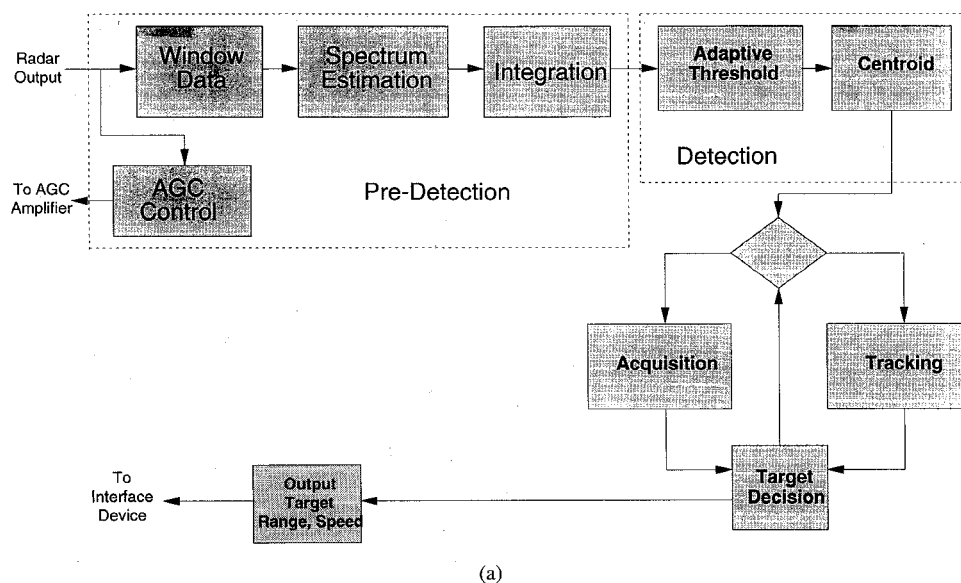 Radar
Output
Window
Data
Spectrum
Estimation
Integration
Adaptive
Threshold
Centroid
Detection
To AGC
Amplifier
AGC
Control
Pre-Detection
Acquisition
Tracking
Target
Decision
To
Interface
Device
Output
Target
Range, Speed
(a)